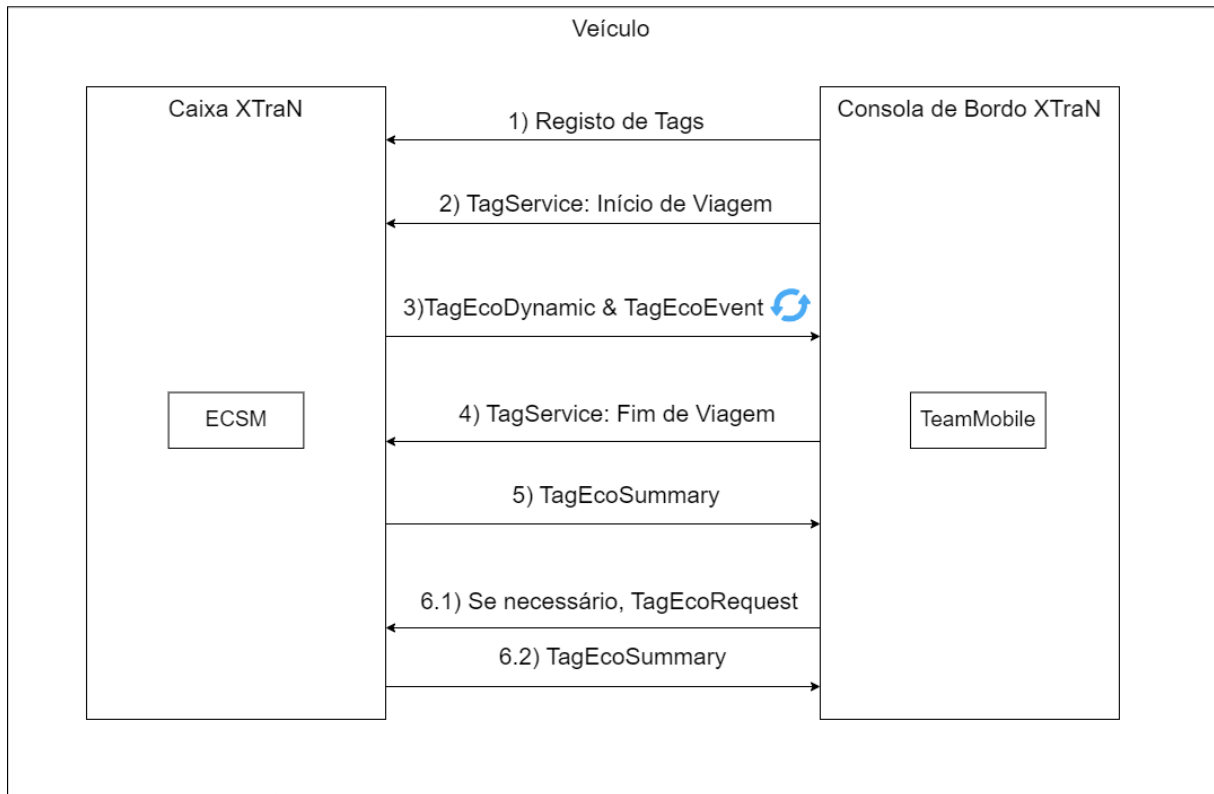 Veículo
Caixa XTraN
Consola de Bordo XTraN
1) Registo de Tags
2) TagService: Início de Viagem
3)TagEcoDynamic & TagEcoEvent
ECSM
4) TagService: Fim de Viagem
TeamMobile
5) TagEcoSummary
6.1) Se necessário, TagEcoRequest
6.2) TagEcoSummary